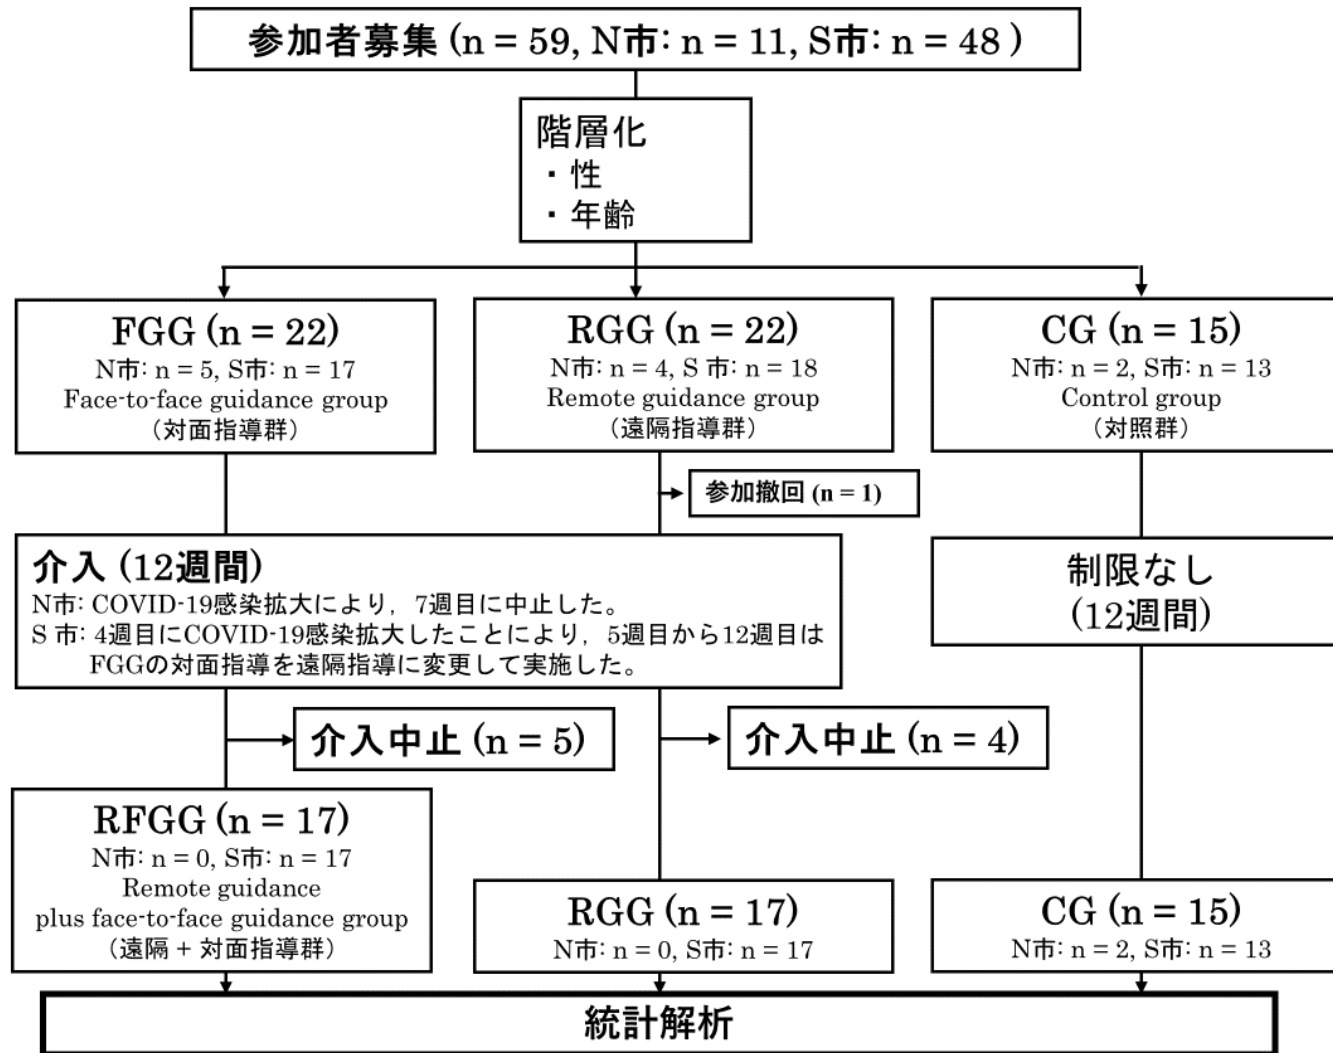 参加者募集 (n = 59, N市: n = 11, S市: n = 48 )
階層化
・性
・年齢
FGG (n = 22)
N市: n = 5, S市: n = 17
Face-to-face guidance group
（対面指導群）
RGG (n = 22)
N市: n = 4, S 市: n = 18
Remote guidance group
（遠隔指導群）
CG (n = 15)
N市: n = 2, S市: n = 13
Control group
（対照群）
参加撤回 (n = 1)
介入 (12週間)
N市: COVID-19感染拡大により，7週目に中止した。
S 市: 4週目にCOVID-19感染拡大したことにより，5週目から12週目は
FGGの対面指導を遠隔指導に変更して実施した。
制限なし
(12週間)
介入中止 (n = 5)
介入中止 (n = 4)
RFGG (n = 17)
N市: n = 0, S市: n = 17
Remote guidance
plus face-to-face guidance group
（遠隔 + 対面指導群）
RGG (n = 17)
N市: n = 0, S市: n = 17
CG (n = 15)
N市: n = 2, S市: n = 13
統計解析